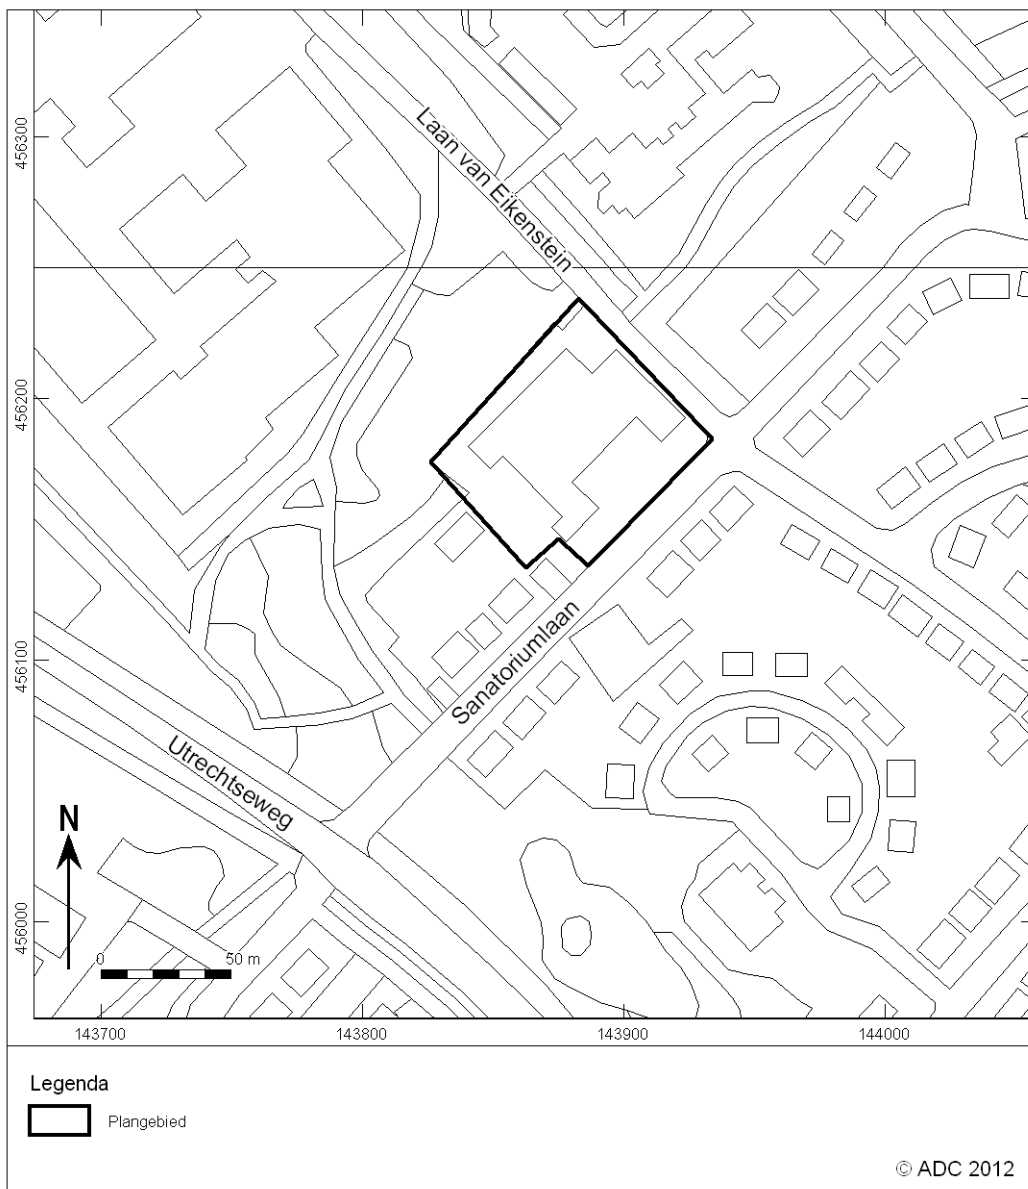 456300
Laan van Eikenstein
456200
456100
Sanatoriumlaan
Utrechtseweg
N
456000
0 50 m
143700 143800 143900 144000
Legenda
Plangebied
© ADC 2012